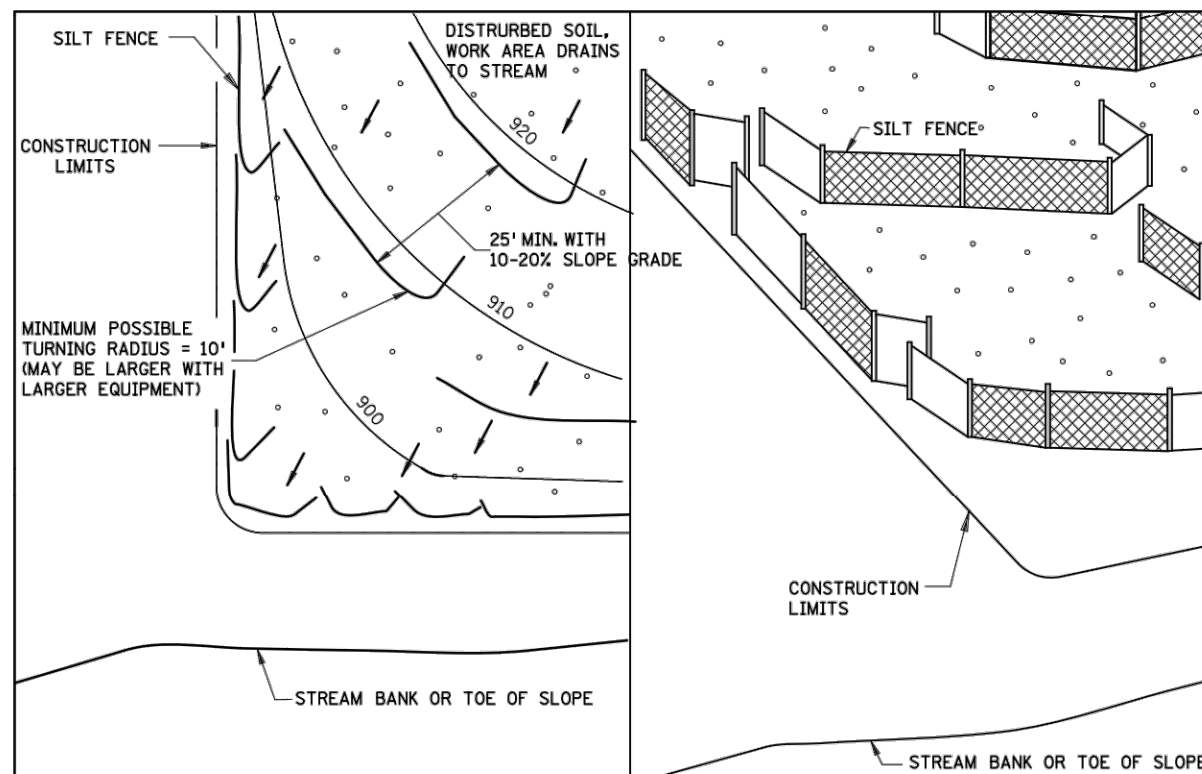 SILT FENCE
DISTRURBED SOIL,
WORK AREA DRAINS
TO STREAM
920
CONSTRUCTION
LIMITS
25' MIN. WITH
10-20% SLOPE GRADE
910
MINIMUM POSSIBLE
TURNING RADIUS = 10'
(MAY BE LARGER WITH
LARGER EQUIPMENT)
900
STREAM BANK OR TOE OF SLOPE
SILT FENCE
CONSTRUCTION
LIMITS
STREAM BANK OR TOE OF SLOPE